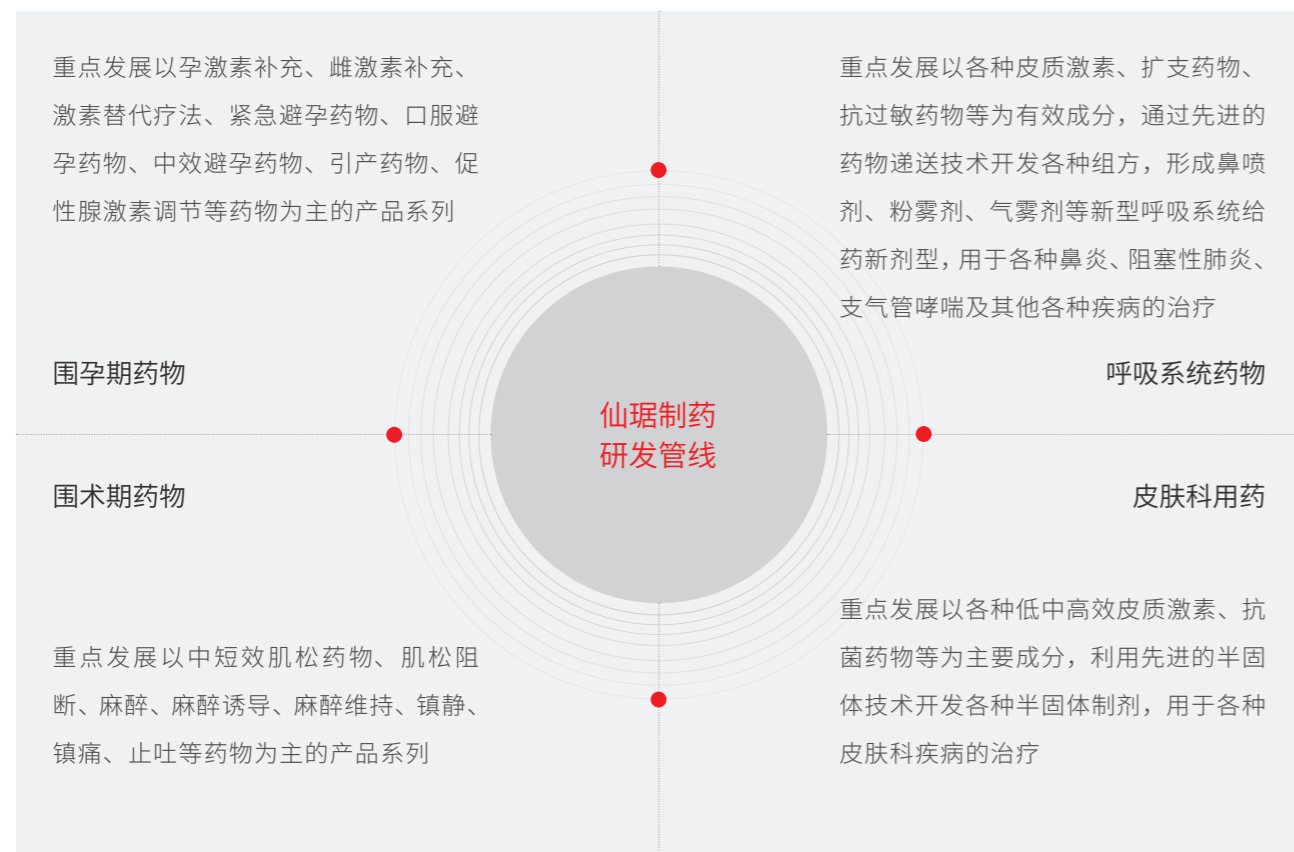 重点发展以孕激素补充、雌激素补充、
激素替代疗法、紧急避孕药物、口服避
孕药物、中效避孕药物、引产药物、促
性腺激素调节等药物为主的产品系列
围孕期药物
重点发展以各种皮质激素、扩支药物、
抗过敏药物等为有效成分，通过先进的
药物递送技术开发各种组方，形成鼻喷
剂、粉雾剂、气雾剂等新型呼吸系统给
药新剂型，用于各种鼻炎、阻塞性肺炎、
支气管哮喘及其他各种疾病的治疗
呼吸系统药物
仙琚制药
研发管线
围术期药物
重点发展以中短效肌松药物、肌松阻
断、麻醉、麻醉诱导、麻醉维持、镇静、
镇痛、止吐等药物为主的产品系列
皮肤科用药
重点发展以各种低中高效皮质激素、抗
菌药物等为主要成分，利用先进的半固
体技术开发各种半固体制剂，用于各种
皮肤科疾病的治疗